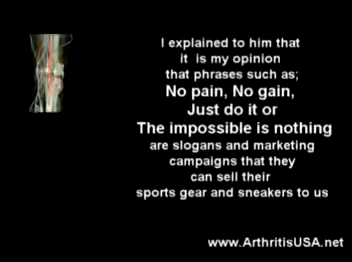 I explained to him that
it is my opinion
that phrases such as;
No pain, No gain,
Just do it or
The impossible is nothing
are slogans and marketing
campaigns that they
can sell their
sports gear and sneakers to us
www.ArthritisUSA.net